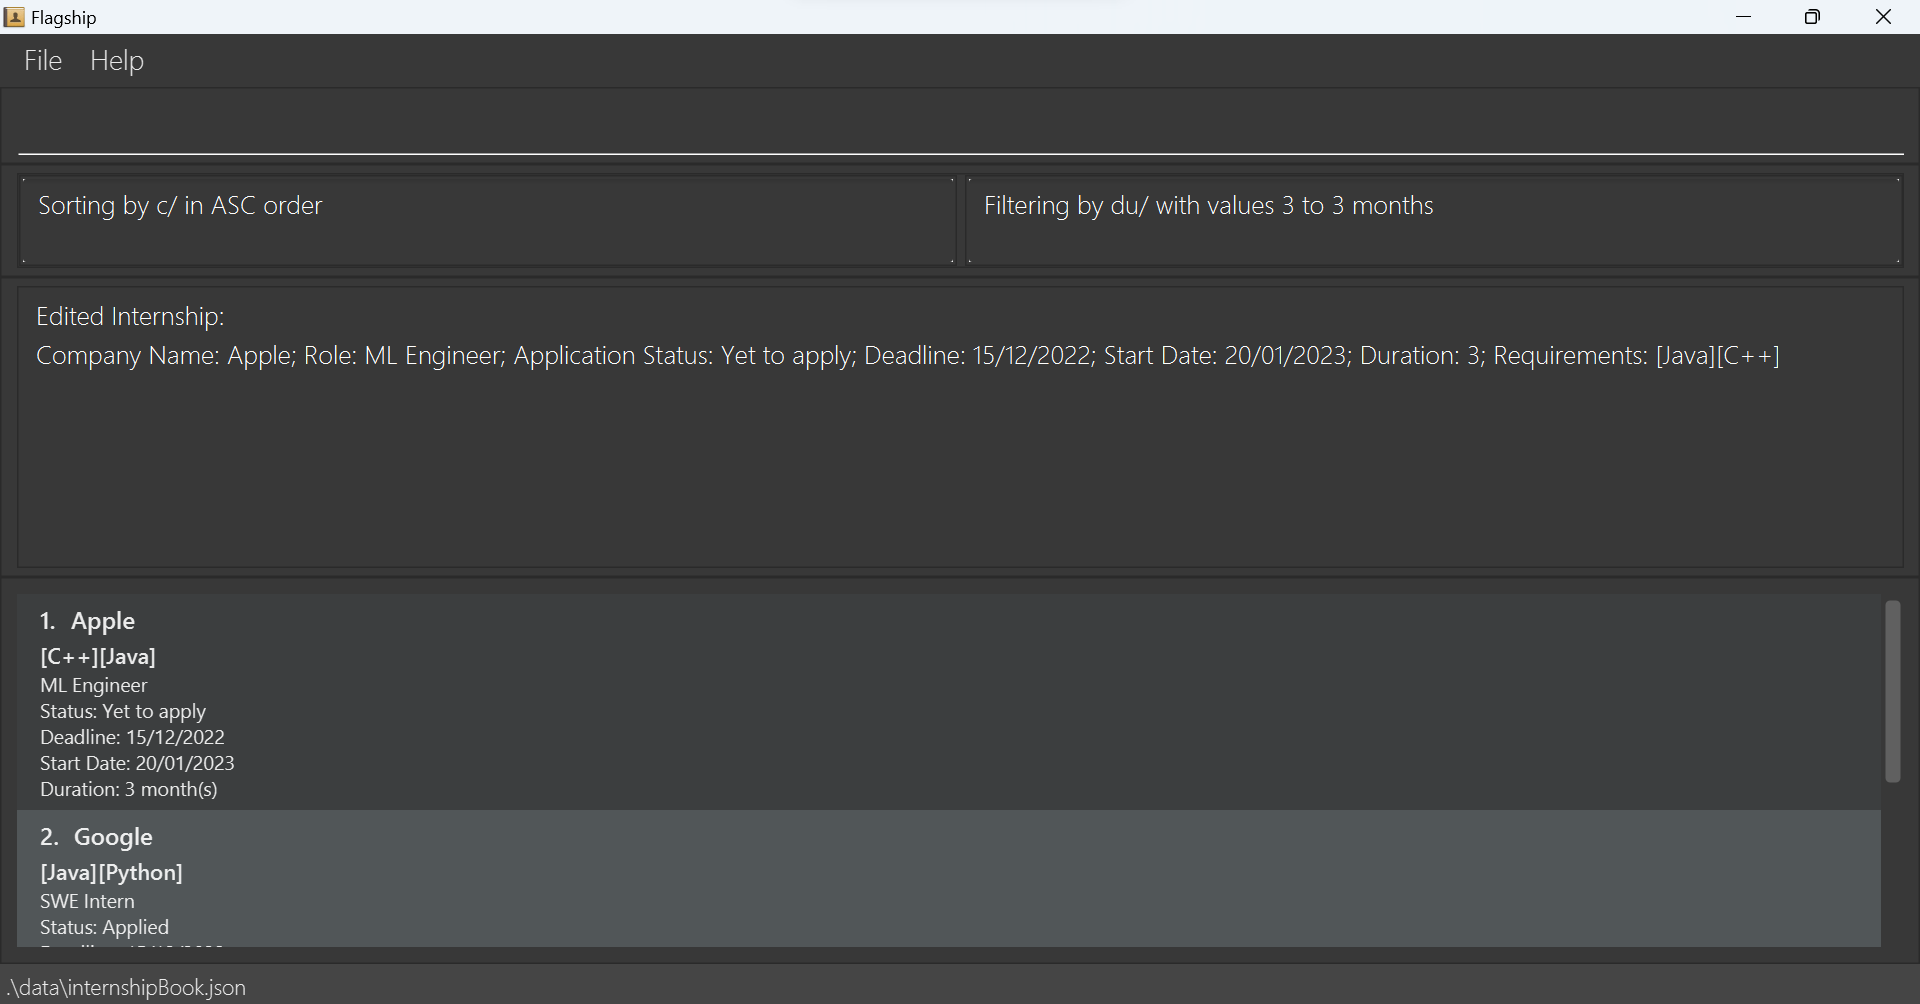 Flagship
File Help
Sorting by c/ in ASC order
Filtering by du/ with values 3 to 3 months
Edited Internship:
Company Name: Apple; Role: ML Engineer; Application Status: Yet to apply; Deadline: 15/12/2022; Start Date: 20/01/2023; Duration: 3; Requirements: [Java][C++]
1. Apple
[C++][Java]
ML Engineer
Status: Yet to apply
Deadline: 15/12/2022
Start Date: 20/01/2023
Duration: 3 month(s)
2. Google
[Java][Python]
SWE Intern
Status: Applied
.\data\internshipBook.json